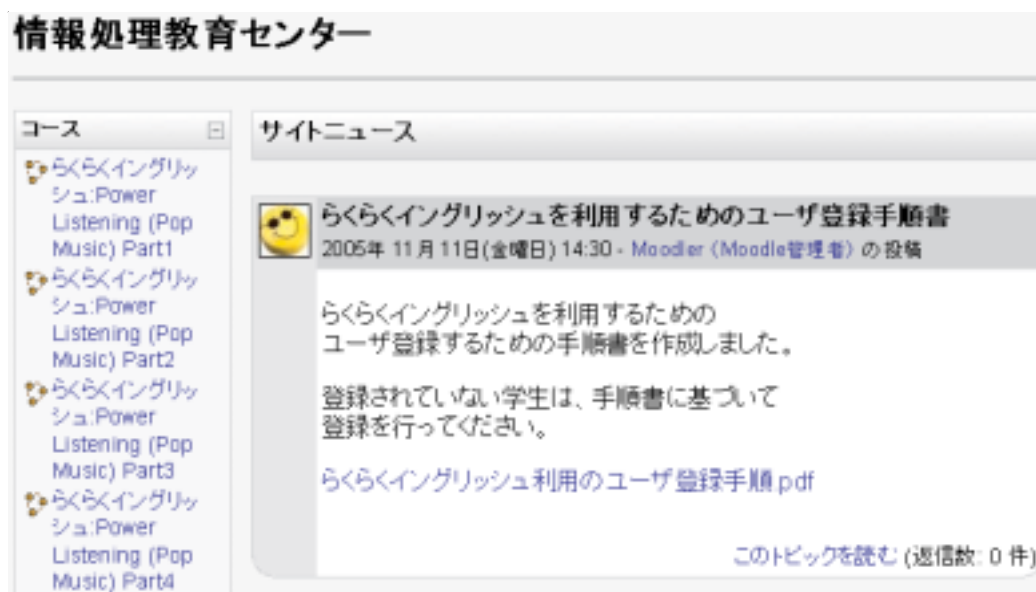 情報処理教育センター
コース
らくらくイングリッ
シュ:Power
Listening (Pop
Music) Part1
らくらくイングリッ
シュ:Power
Listening (Pop
Music) Part2
らくらくイングリッ
シュ:Power
Listening (Pop
Music) Part3
らくらくイングリッ
シュ:Power
Listening (Pop
Music) Part4
サイトニュース
らくらくイングリッシュを利用するためのユーザ登録手順書
2005年 11月 11日(金曜日) 14:30 - Moodler (Moodle管理者) の投稿
らくらくイングリッシュを利用するための
ユーザ登録するための手順書を作成しました。
登録されていない学生は、手順書に基づいて
登録を行ってください。
らくらくイングリッシュ利用のユーザ登録手順.pdf
このトピックを読む (返信数: 0 件)